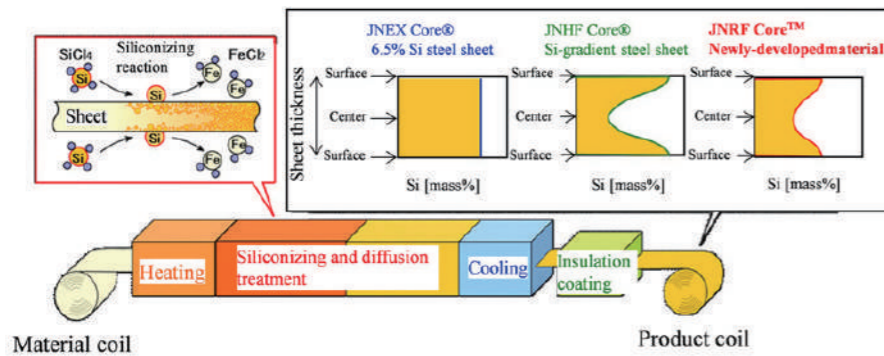 SiCl4
Siliconizing
reaction
FeCl2
Si
Si
Fe
Fe
Sheet
Si
Si
Fe
Fe
JNEX Core®
6.5% Si steel sheet
JNHF Core®
Si-gradient steel sheet
JNRF Core™
Newly-developedmaterial
Sheet thickness
Surface
Center
Surface
Si [mass%]
Surface
Center
Surface
Si [mass%]
Surface
Center
Surface
Si [mass%]
Heating
Siliconizing and diffusion
treatment
Cooling
Insulation
coating
Material coil
Product coil